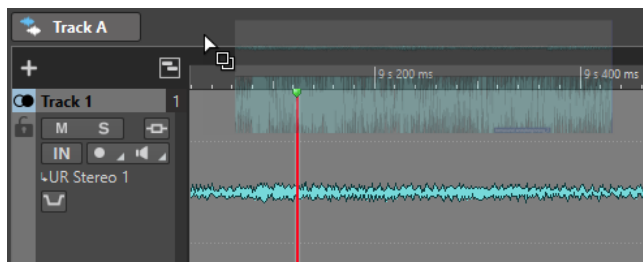 Track A
9 s 200 ms
9 s 400 ms
Track 1
1
M S
IN
UR Stereo 1